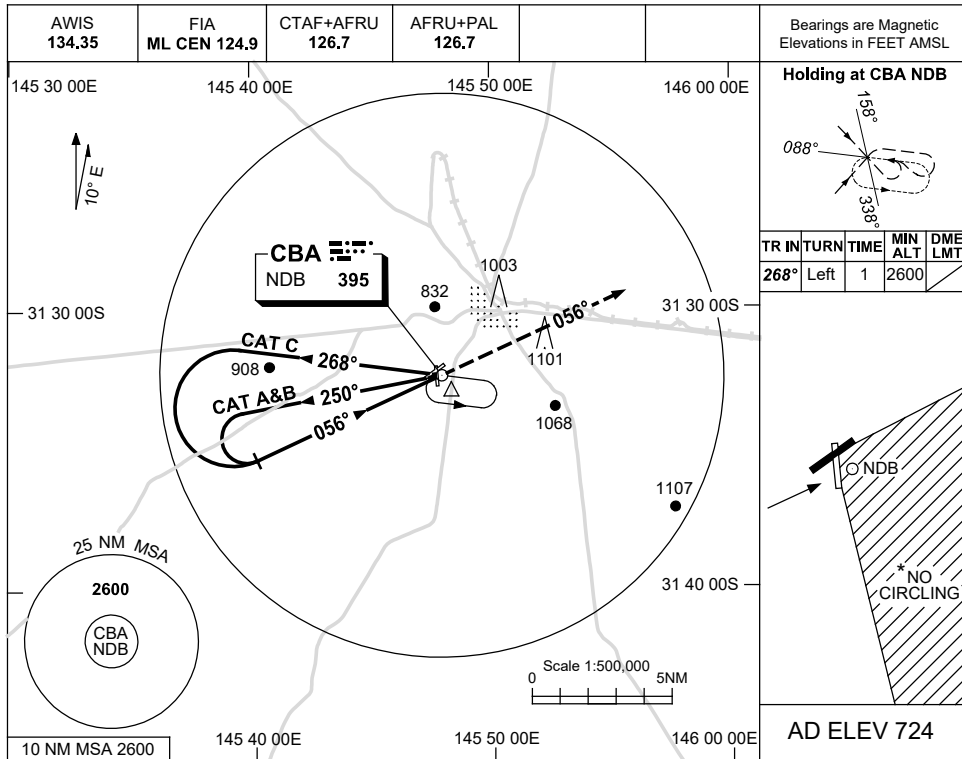 AWIS
134.35
FIA
ML CEN 124.9
CTAF+AFRU
126.7
AFRU+PAL
126.7
Bearings are Magnetic
Elevations in FEET AMSL
145 30 00E
145 40 00E
145 50 00E
146 00 00E
Holding at CBA NDB
158°
088°
338°
TR IN TURN TIME MIN ALT DME LMT
268° Left 1 2600
10° E
CBA
NDB 395
1003
832
31 30 00S
31 30 00S
056°
1101
CAT C
268°
908
CAT A&B
250°
056°
1068
1107
NDB
25 NM MSA
2600
CBA
NDB
31 40 00S
* NO
CIRCLING
Scale 1:500,000
0 5NM
10 NM MSA 2600
145 40 00E
145 50 00E
146 00 00E
AD ELEV 724